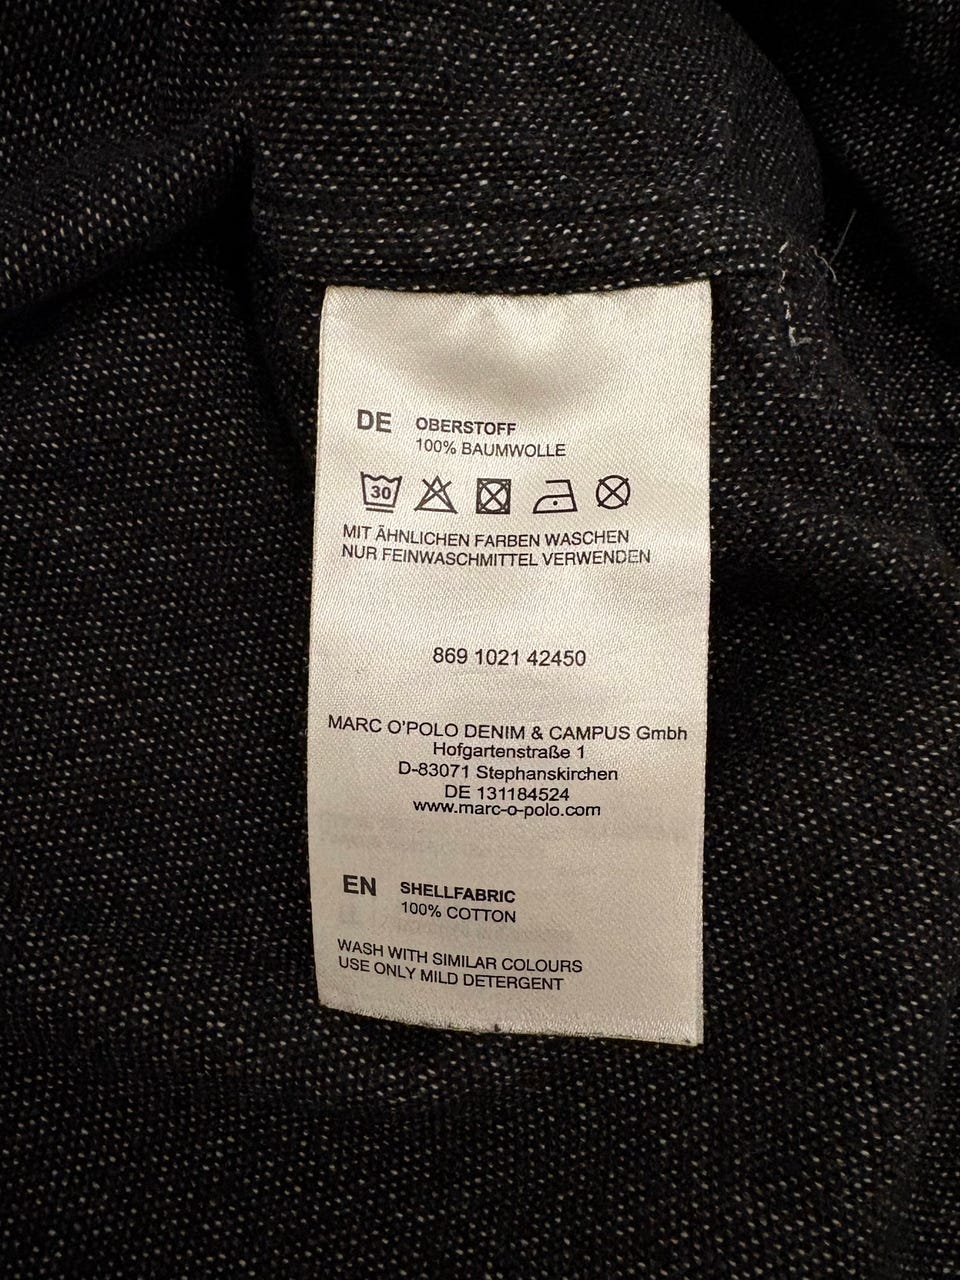 DE OBERSTOFF
100% BAUMWOLLE
30
MIT ÄHNLICHEN FARBEN WASCHEN
NUR FEINWASCHMITTEL VERWENDEN
869 1021 42450
MARC O'POLO DENIM & CAMPUS Gmbh
Hofgartenstraße 1
D-83071 Stephanskirchen
DE 131184524
www.marc-o-polo.com
EN SHELLFABRIC
100% COTTON
WASH WITH SIMILAR COLOURS
USE ONLY MILD DETERGENT